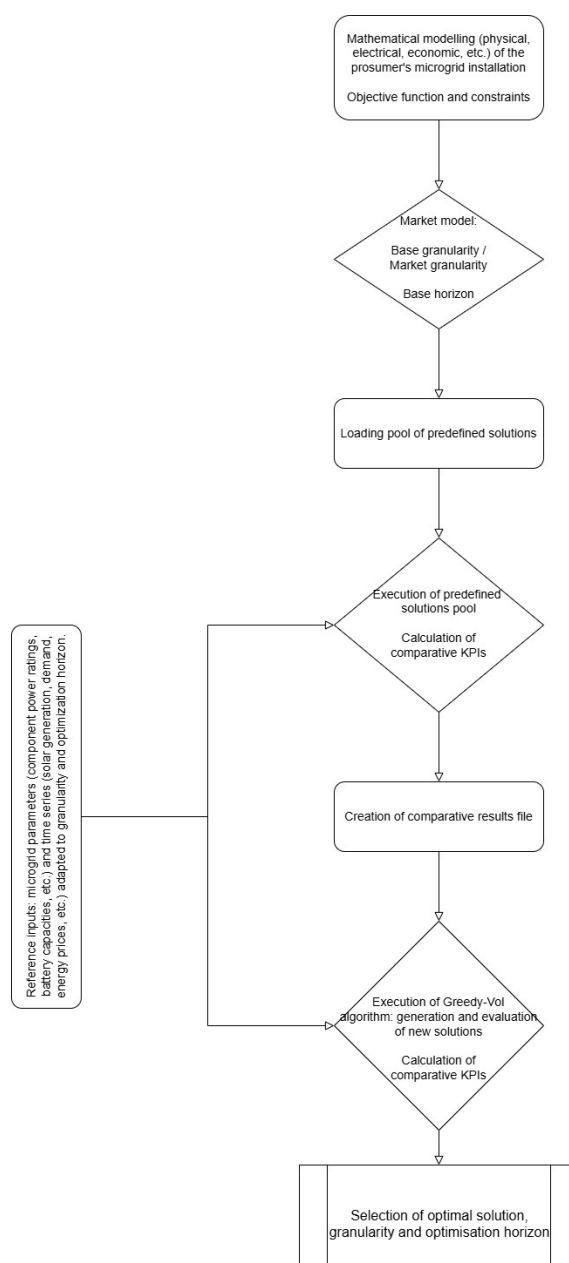 Mathematical modelling (physical,
electrical, economic, etc.) of the
prosumer's microgrid installation
Objective function and constraints
Market model:
Base granularity /
Market granularity
Base horizon
Loading pool of predefined solutions
Execution of predefined
solutions pool
Calculation of
comparative KPIs
Reference inputs: microgrid parameters (component power ratings,
battery capacities, etc.) and time series (solar generation, demand,
energy prices, etc.) adapted to granularity and optimization horizon.
Creation of comparative results file
Execution of Greedy-Vol
algorithm: generation and evaluation
of new solutions
Calculation of
comparative KPIs
Selection of optimal solution,
granularity and optimisation horizon